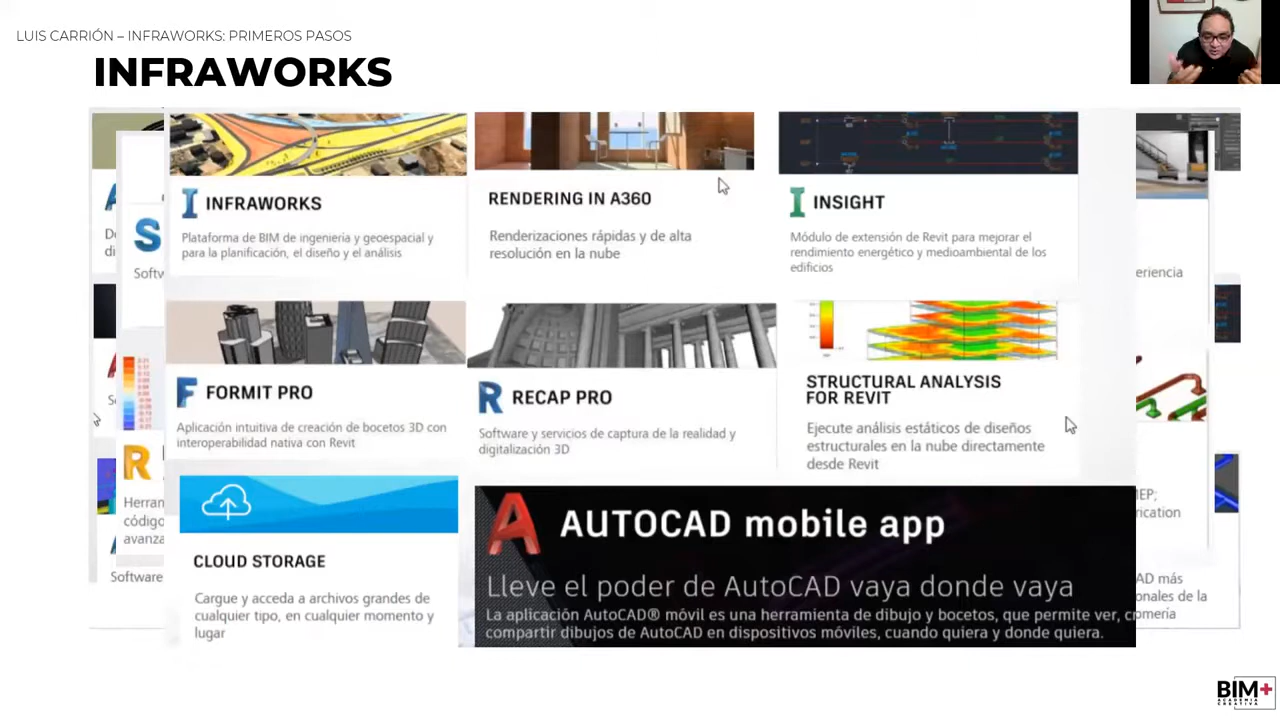 LUIS CARRIÓN – INFRAWORKS: PRIMEROS PASOS
INFRAWORKS
INFRAWORKS
Plataforma de BIM de ingeniería y geoespacial y
para la planificación, el diseño y el análisis
RENDERING IN A360
Renderizaciones rápidas y de alta
resolución en la nube
INSIGHT
Módulo de extensión de Revit para mejorar el
rendimiento energético y medioambiental de los
edificios
FORMIT PRO
Aplicación intuitiva de creación de bocetos 3D con
interoperabilidad nativa con Revit
RECAP PRO
Software y servicios de captura de la realidad y
digitalización 3D
STRUCTURAL ANALYSIS
FOR REVIT
Ejecute análisis estáticos de diseños
estructurales en la nube directamente
desde Revit
CLOUD STORAGE
Cargue y acceda a archivos grandes de
cualquier tipo, en cualquier momento y
lugar
AUTOCAD mobile app
Lleve el poder de AutoCAD vaya donde vaya
La aplicación AutoCAD® móvil es una herramienta de dibujo y bocetos, que permite ver, c
compartir dibujos de AutoCAD en dispositivos móviles, cuando quiera y donde quiera.
Softw
Herran
código
avanza
Software
eriencia
MEP;
rication
CAD más
onales de la
omería
BIM+
ACADEMIA
CREATIVA